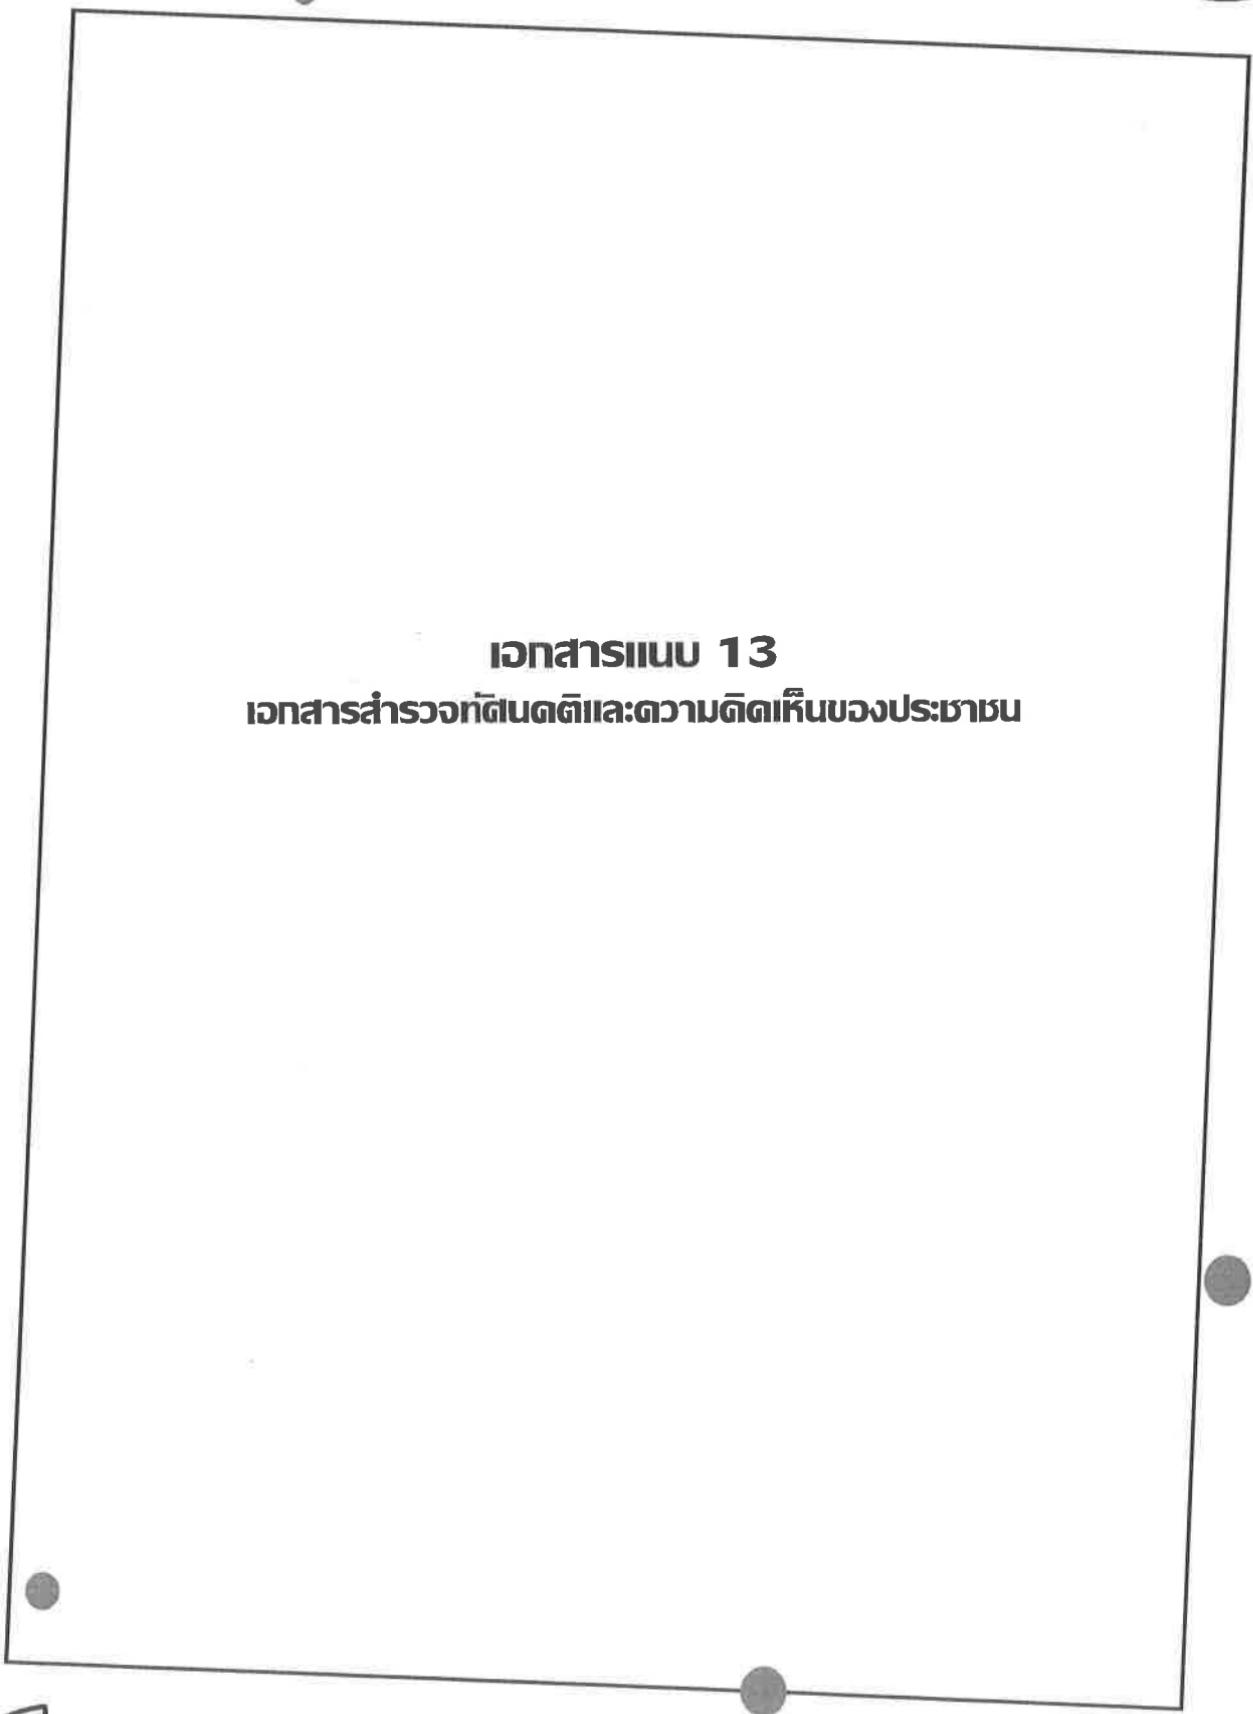 เอกสารแนบ 13
เอกสารสำรวจทัศนคติและความคิดเห็นของประชาชน